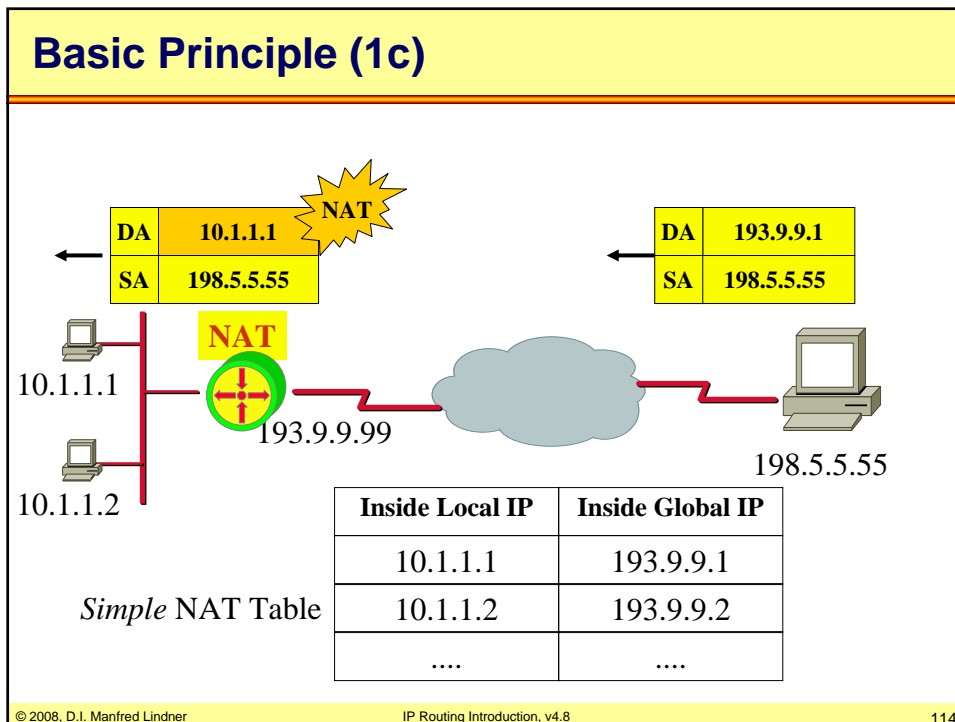 Basic Principle (1c)
NAT
DA 10.1.1.1
SA 198.5.5.55
DA 193.9.9.1
SA 198.5.5.55
NAT
10.1.1.1
193.9.9.99
198.5.5.55
10.1.1.2
Inside Local IP Inside Global IP
10.1.1.1 193.9.9.1
Simple NAT Table
10.1.1.2 193.9.9.2
.... ....
© 2008, D.I. Manfred Lindner IP Routing Introduction, v4.8 114